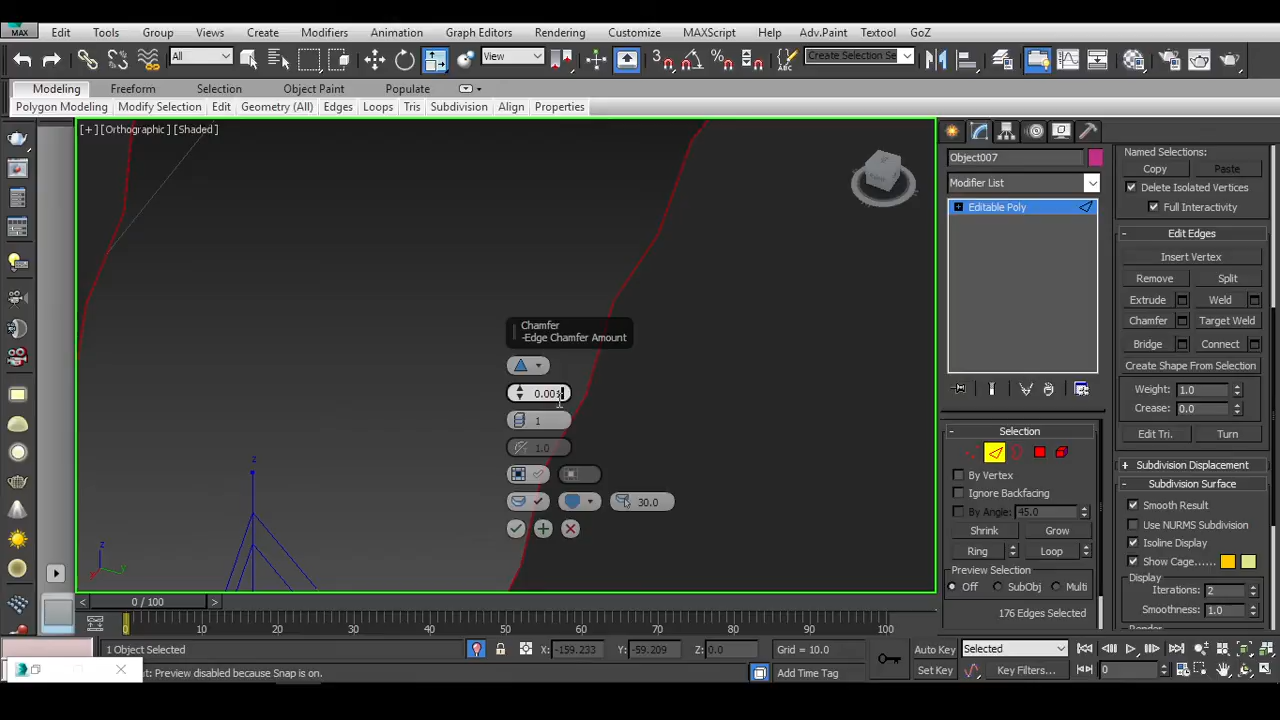 MAX Edit Tools Group Views Create Modifiers Animation Graph Editors Rendering Customize MAXScript Help Adv.Paint Textool GoZ
All View Create Selection Se
Modeling Freeform Selection Object Paint Populate
Polygon Modeling Modify Selection Edit Geometry (All) Edges Loops Tris Subdivision Align Properties
[+] [Orthographic] [Shaded]
Object007
Modifier List
Editable Poly
Named Selections:
Copy Paste
Delete Isolated Vertices
Full Interactivity
Edit Edges
Insert Vertex
Remove Split
Extrude Weld
Chamfer Target Weld
Bridge Connect
Create Shape From Selection
Weight: 1.0
Crease: 0.0
Edit Tri. Turn
Subdivision Displacement
Subdivision Surface
Smooth Result
Use NURMS Subdivision
Isoline Display
Show Cage......
Display
Iterations: 2
Smoothness: 1.0
Selection
By Vertex
Ignore Backfacing
By Angle: 45.0
Shrink Grow
Ring Loop
Preview Selection
Off SubObj Multi
176 Edges Selected
Chamfer
-Edge Chamfer Amount
1
1.0
30.0
z
z
y
x
0 / 100
0 10 20 30 40 50 60 70 80 90 100
1 Object Selected X: -159.233 Y: -59.209 Z: 0.0 Grid = 10.0 Auto Key Selected
t: Preview disabled because Snap is on. Add Time Tag Set Key Key Filters... 0